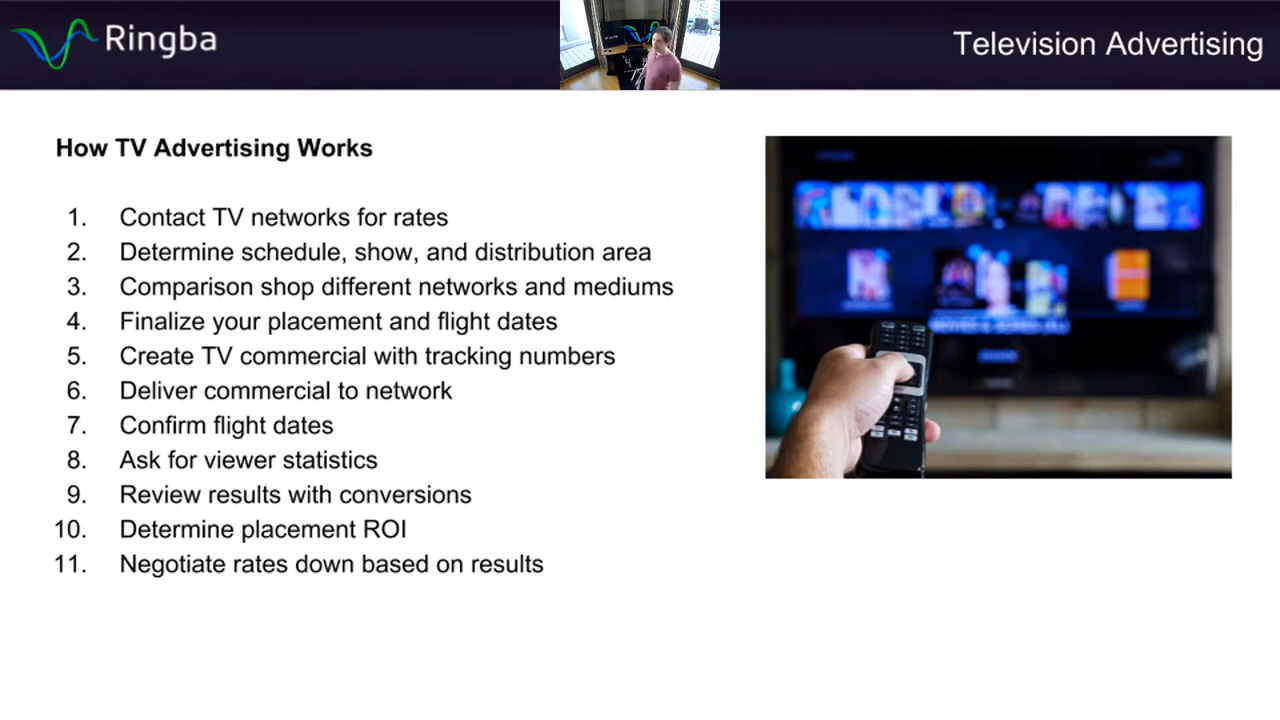 Ringba
Television Advertising
How TV Advertising Works
1. Contact TV networks for rates
2. Determine schedule, show, and distribution area
3. Comparison shop different networks and mediums
4. Finalize your placement and flight dates
5. Create TV commercial with tracking numbers
6. Deliver commercial to network
7. Confirm flight dates
8. Ask for viewer statistics
9. Review results with conversions
10. Determine placement ROI
11. Negotiate rates down based on results